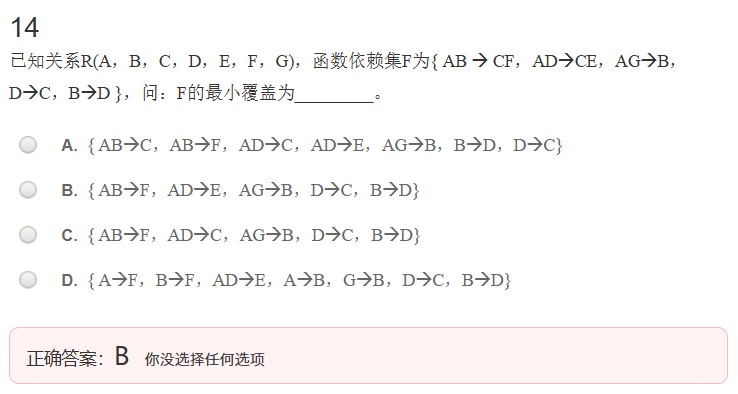 14
已知关系R(A，B，C，D，E，F，G)，函数依赖集F为{ AB → CF，AD→CE，AG→B，
D→C，B→D }，问：F的最小覆盖为_________。
A. { AB→C，AB→F，AD→C，AD→E，AG→B，B→D，D→C}
B. { AB→F，AD→E，AG→B，D→C，B→D}
C. { AB→F，AD→C，AG→B，D→C，B→D}
D. { A→F，B→F，AD→E，A→B，G→B，D→C，B→D}
正确答案：B 你没选择任何选项